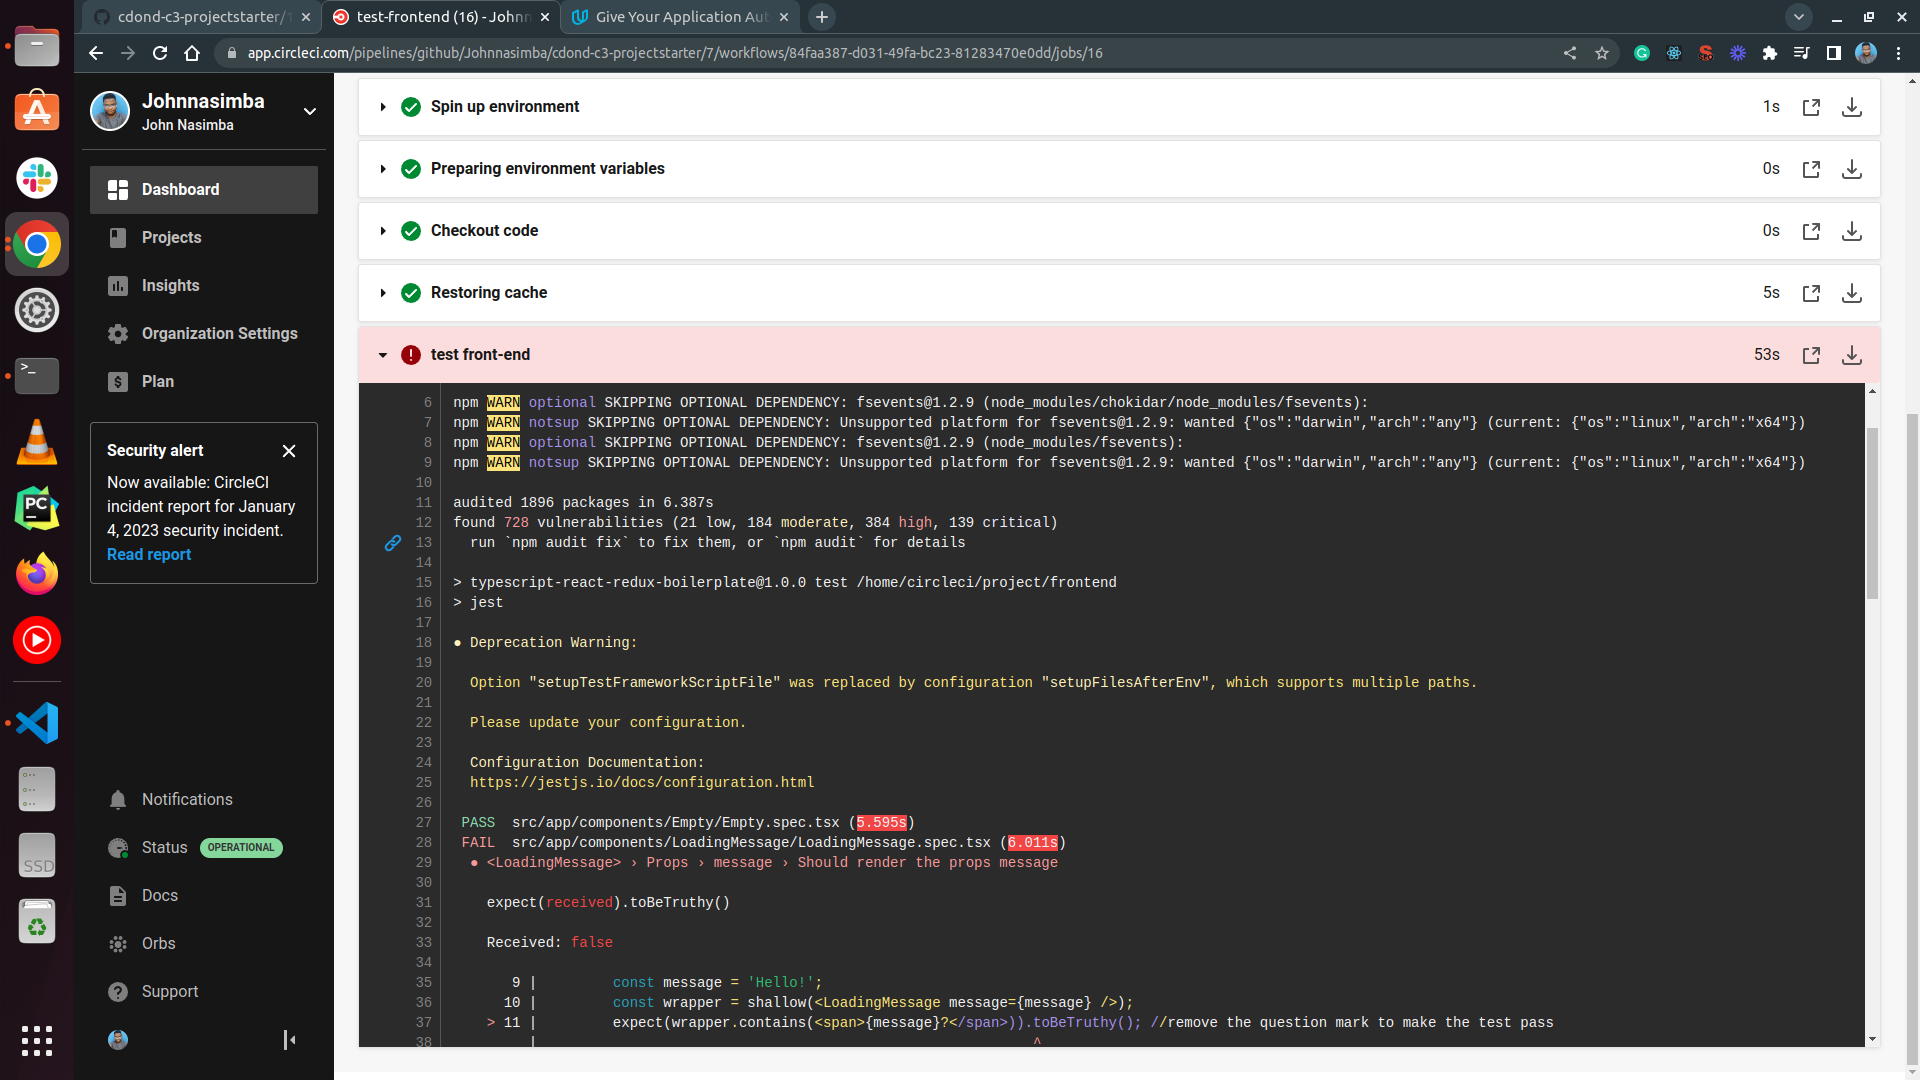 cdond-c3-projectstarter/
test-frontend (16) - Johnn
Give Your Application Aut
app.circleci.com/pipelines/github/Johnnasimba/cdond-c3-projectstarter/7/workflows/84faa387-d031-49fa-bc23-81283470e0dd/jobs/16
Johnnasimba
John Nasimba
Dashboard
Projects
Insights
Organization Settings
Plan
Security alert
Now available: CircleCI
incident report for January
4, 2023 security incident.
Read report
Notifications
Status OPERATIONAL
Docs
Orbs
Support
Spin up environment 1s
Preparing environment variables 0s
Checkout code 0s
Restoring cache 5s
test front-end 53s
6 npm WARN optional SKIPPING OPTIONAL DEPENDENCY: fsevents@1.2.9 (node_modules/chokidar/node_modules/fsevents):
7 npm WARN notsup SKIPPING OPTIONAL DEPENDENCY: Unsupported platform for fsevents@1.2.9: wanted {"os":"darwin","arch":"any"} (current: {"os":"linux","arch":"x64"})
8 npm WARN optional SKIPPING OPTIONAL DEPENDENCY: fsevents@1.2.9 (node_modules/fsevents):
9 npm WARN notsup SKIPPING OPTIONAL DEPENDENCY: Unsupported platform for fsevents@1.2.9: wanted {"os":"darwin","arch":"any"} (current: {"os":"linux","arch":"x64"})
10
11 audited 1896 packages in 6.387s
12 found 728 vulnerabilities (21 low, 184 moderate, 384 high, 139 critical)
13 run `npm audit fix` to fix them, or `npm audit` for details
14
15 > typescript-react-redux-boilerplate@1.0.0 test /home/circleci/project/frontend
16 > jest
17
18 ● Deprecation Warning:
19
20 Option "setupTestFrameworkScriptFile" was replaced by configuration "setupFilesAfterEnv", which supports multiple paths.
21
22 Please update your configuration.
23
24 Configuration Documentation:
25 https://jestjs.io/docs/configuration.html
26
27 PASS src/app/components/Empty/Empty.spec.tsx (5.595s)
28 FAIL src/app/components/LoadingMessage/LoadingMessage.spec.tsx (6.011s)
29 ● <LoadingMessage> › Props › message › Should render the props message
30
31 expect(received).toBeTruthy()
32
33 Received: false
34
35 9 | const message = 'Hello!';
36 10 | const wrapper = shallow(<LoadingMessage message={message} />);
37 > 11 | expect(wrapper.contains(<span>{message}?</span>)).toBeTruthy(); //remove the question mark to make the test pass
38 | ^
PC
SSD